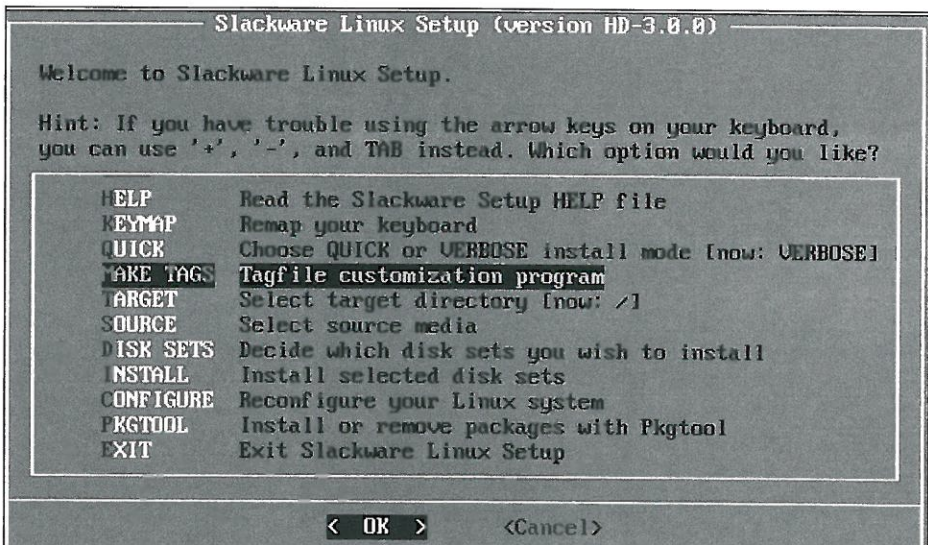 Slackware Linux Setup (version HD-3.0.0)
Welcome to Slackware Linux Setup.
Hint: If you have trouble using the arrow keys on your keyboard,
you can use '+', '-', and TAB instead. Which option would you like?
HELP Read the Slackware Setup HELP file
KEYMAP Remap your keyboard
QUICK Choose QUICK or VERBOSE install mode [now: VERBOSE]
MAKE TAGS Tagfile customization program
TARGET Select target directory [now: /]
SOURCE Select source media
DISK SETS Decide which disk sets you wish to install
INSTALL Install selected disk sets
CONFIGURE Reconfigure your Linux system
PKGTOOL Install or remove packages with Pkgtool
EXIT Exit Slackware Linux Setup
< OK > <Cancel>